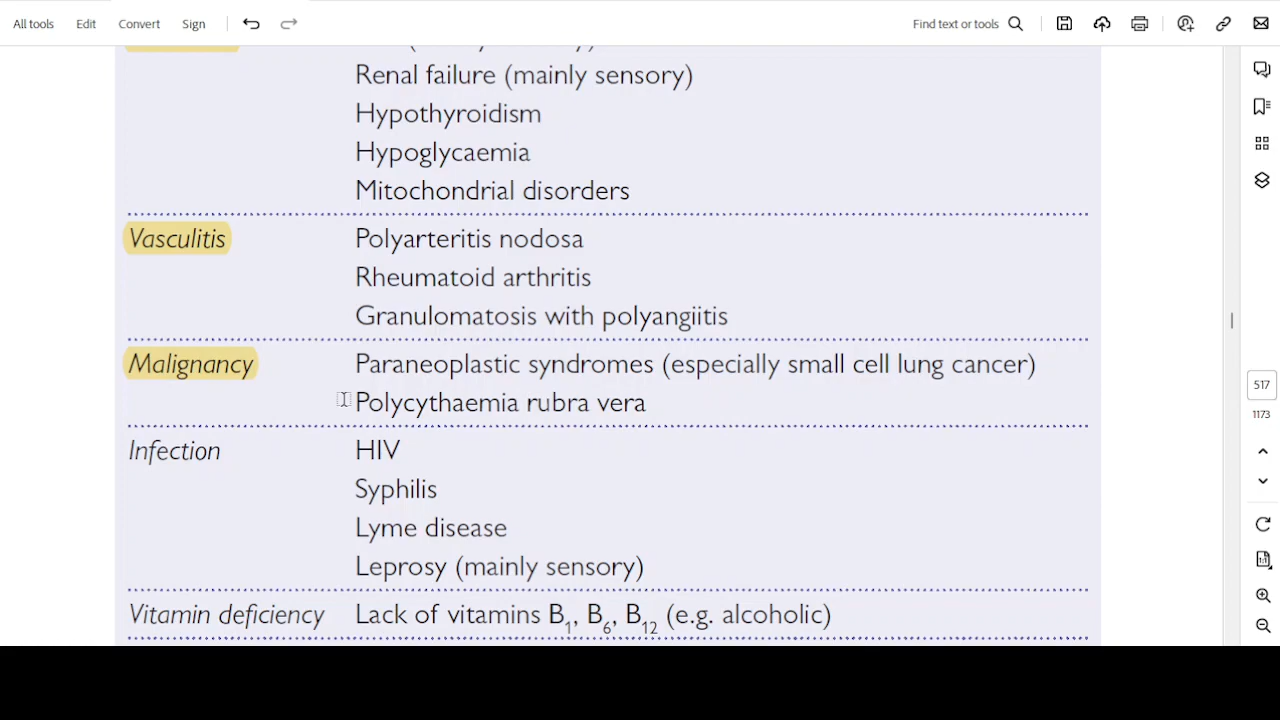 All tools Edit Convert Sign Find text or tools
Renal failure (mainly sensory)
Hypothyroidism
Hypoglycaemia
Mitochondrial disorders
Vasculitis Polyarteritis nodosa
Rheumatoid arthritis
Granulomatosis with polyangiitis
Malignancy Paraneoplastic syndromes (especially small cell lung cancer)
Polycythaemia rubra vera
Infection HIV
Syphilis
Lyme disease
Leprosy (mainly sensory)
Vitamin deficiency Lack of vitamins B1, B6, B12 (e.g. alcoholic)
517
1173